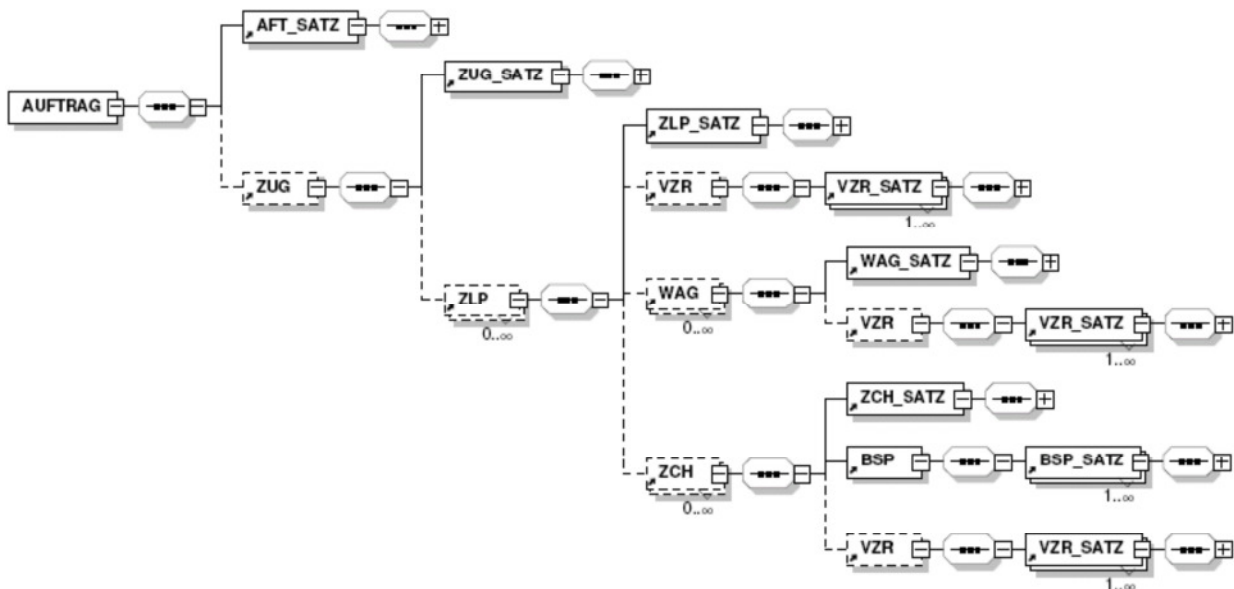 AFT_SATZ
ZUG_SATZ
AUFTRAG
ZLP_SATZ
ZUG
VZR
VZR_SATZ
1..∞
WAG_SATZ
ZLP
WAG
0..∞
0..∞
VZR
VZR_SATZ
1..∞
ZCH_SATZ
BSP
BSP_SATZ
ZCH
1..∞
0..∞
VZR
VZR_SATZ
1..∞